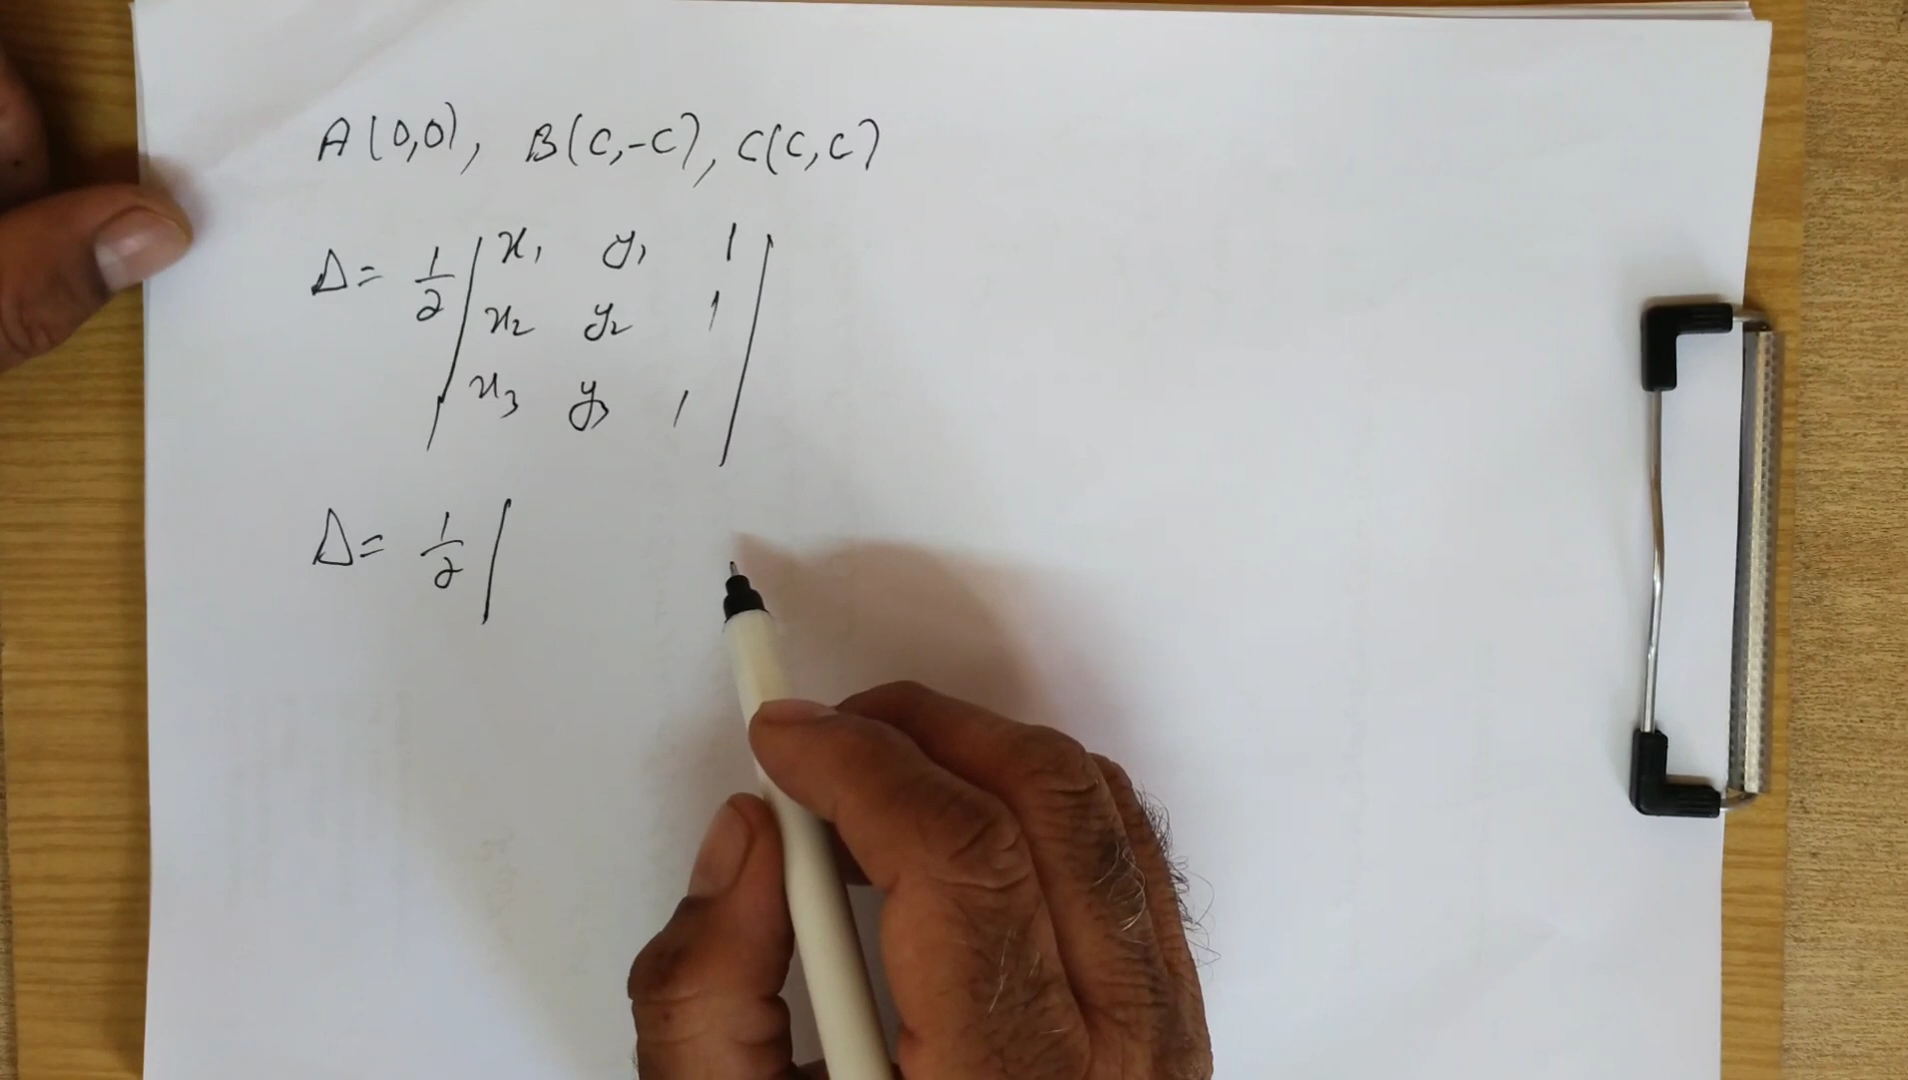 A(0,0), B(C,-C), C(C,C)
Δ= 1/2 | x₁ y₁ 1 |
x₂ y₂ 1
x₃ y₃ 1
Δ= 1/2 |